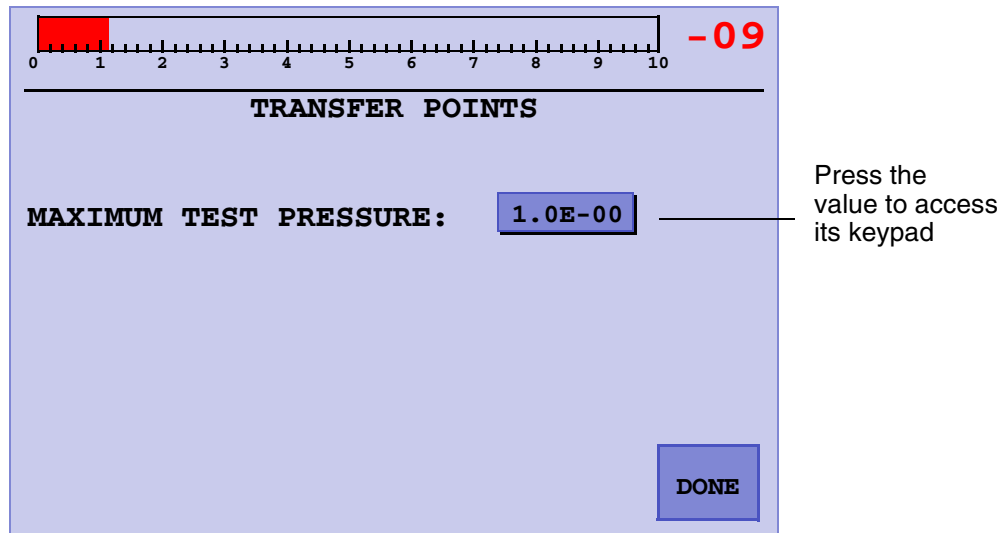 -09
0 1 2 3 4 5 6 7 8 9 10
TRANSFER POINTS
MAXIMUM TEST PRESSURE: 1.0E-00
Press the
value to access
its keypad
DONE